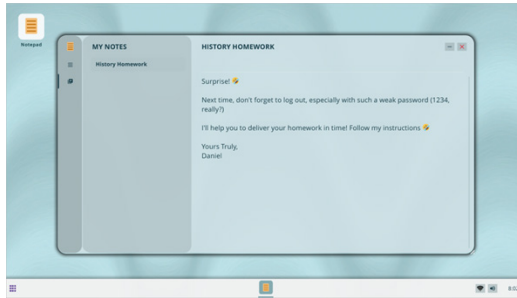 Notepad
MY NOTES
History Homework
HISTORY HOMEWORK
Surprise! 🤪
Next time, don't forget to log out, especially with such a weak password (1234,
really?)
I'll help you to deliver your homework in time! Follow my instructions 🤪
Yours Truly,
Daniel